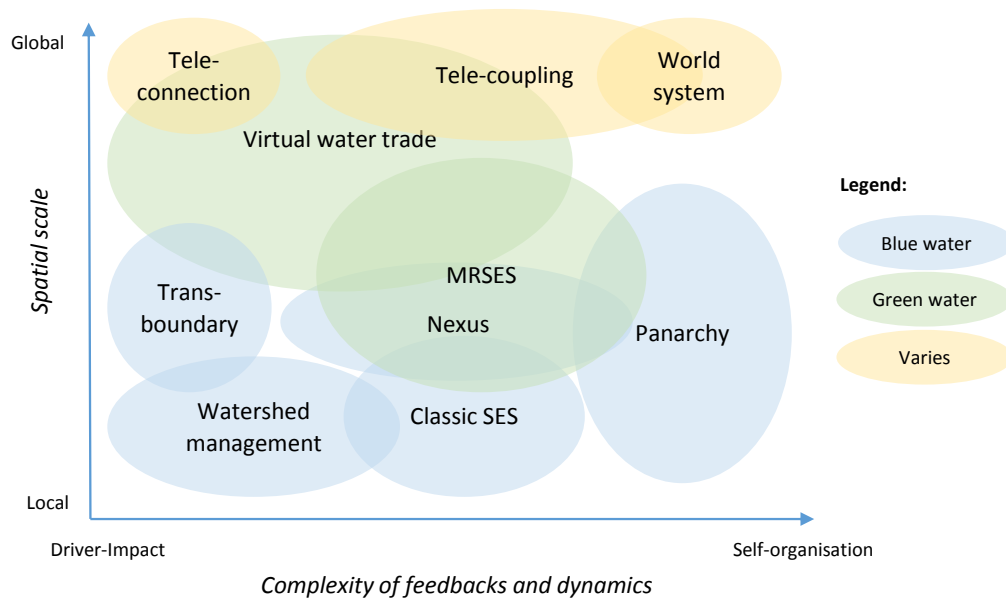 Global
Tele-
connection
Tele-coupling
World
system
Virtual water trade
Spatial scale
Trans-
boundary
MRSES
Nexus
Panarchy
Watershed
management
Classic SES
Local
Driver-Impact
Self-organisation
Complexity of feedbacks and dynamics
Legend:
Blue water
Green water
Varies